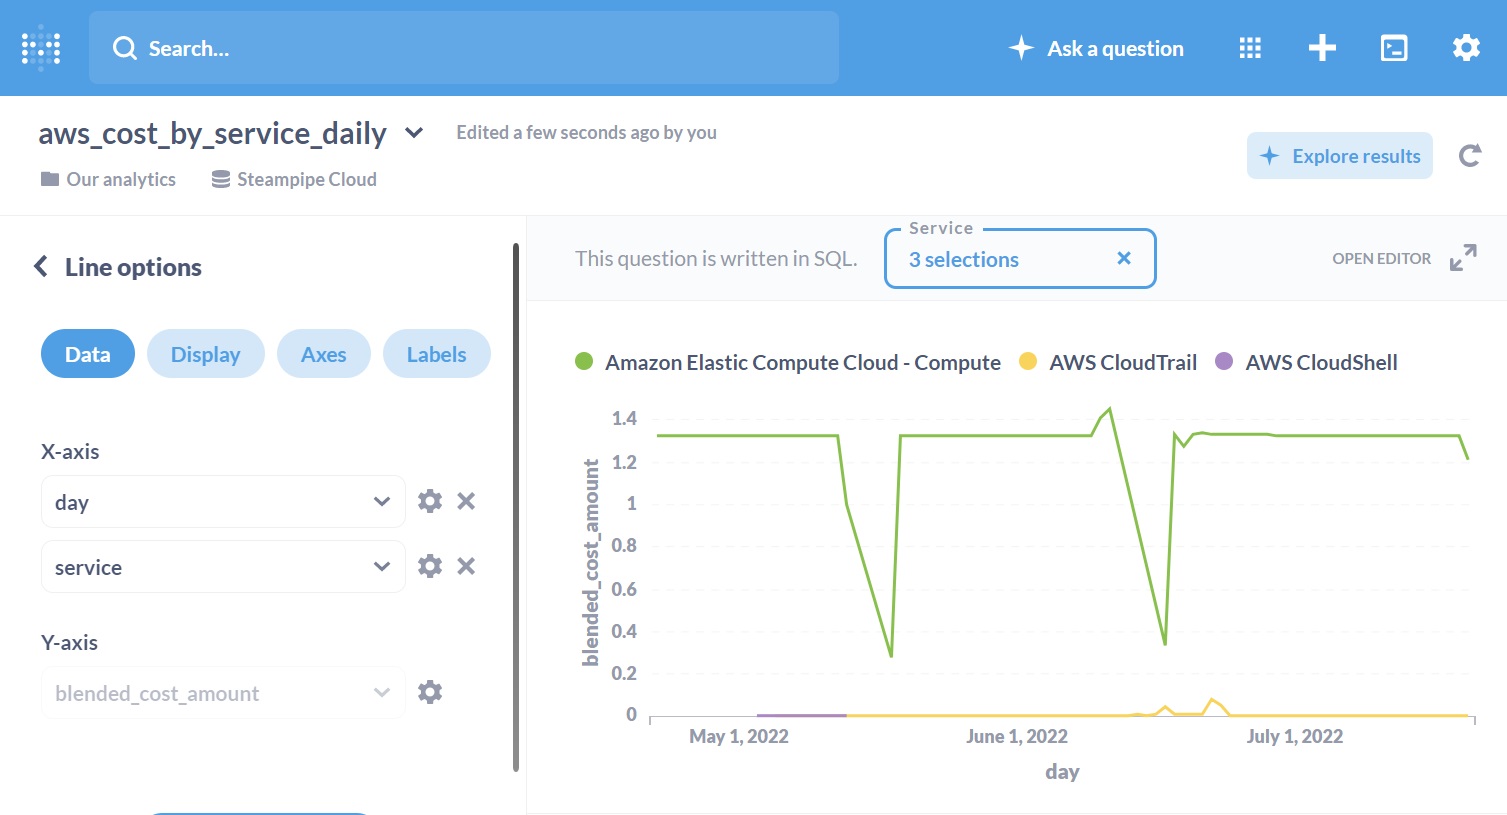 Search...
Ask a question
aws_cost_by_service_daily
Edited a few seconds ago by you
Our analytics
Steampipe Cloud
Explore results
Line options
Data
Display
Axes
Labels
X-axis
day
service
Y-axis
blended_cost_amount
This question is written in SQL.
Service
3 selections
OPEN EDITOR
Amazon Elastic Compute Cloud - Compute
AWS CloudTrail
AWS CloudShell
blended_cost_amount
1.4
1.2
1
0.8
0.6
0.4
0.2
0
May 1, 2022
June 1, 2022
July 1, 2022
day